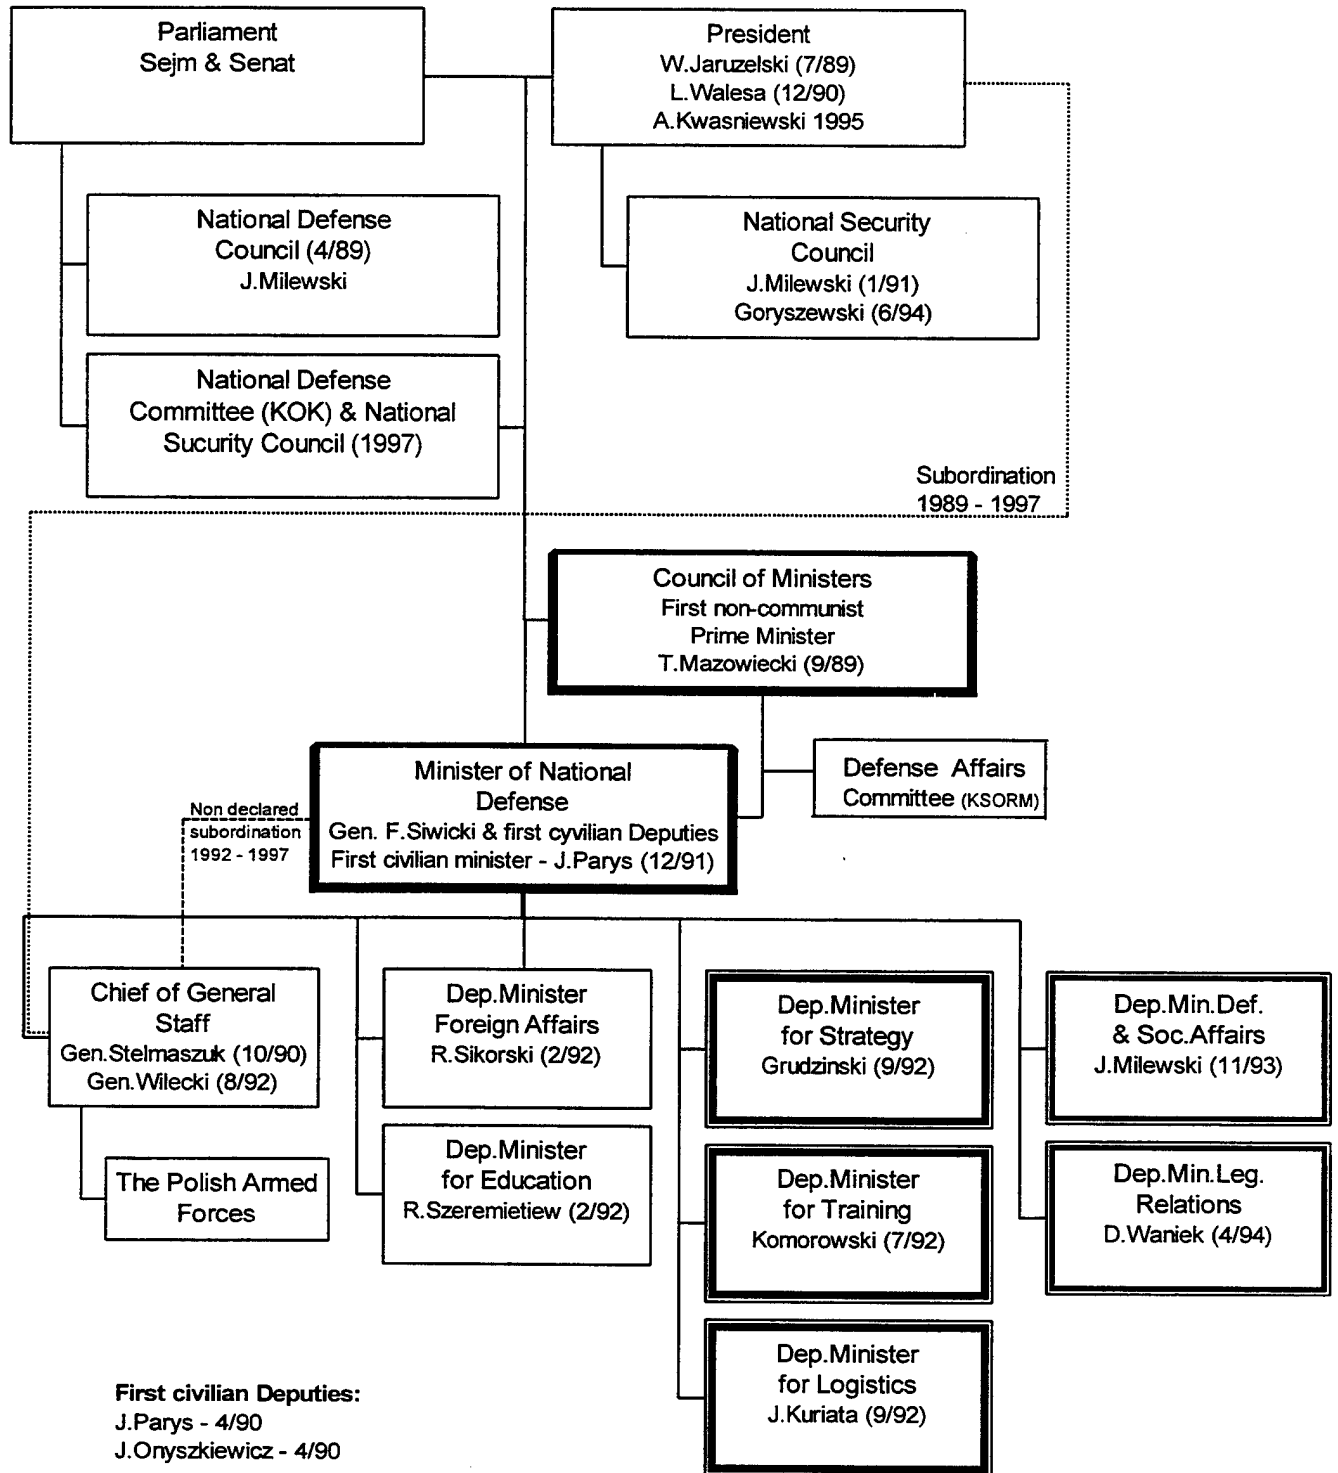 Parliament
Sejm & Senat
President
W.Jaruzelski (7/89)
L.Walesa (12/90)
A.Kwasniewski 1995
National Defense
Council (4/89)
J.Milewski
National Security
Council
J.Milewski (1/91)
Goryszewski (6/94)
National Defense
Committee (KOK) & National
Sucurity Council (1997)
Subordination
1989 - 1997
Council of Ministers
First non-communist
Prime Minister
T.Mazowiecki (9/89)
Minister of National
Defense
Gen. F.Siwicki & first cyvilian Deputies
First civilian minister - J.Parys (12/91)
Defense Affairs
Committee (KSORM)
Non declared
subordination
1992 - 1997
Chief of General
Staff
Gen.Stelmaszuk (10/90)
Gen.Wilecki (8/92)
Dep.Minister
Foreign Affairs
R.Sikorski (2/92)
Dep.Minister
for Strategy
Grudzinski (9/92)
Dep.Min.Def.
& Soc.Affairs
J.Milewski (11/93)
The Polish Armed
Forces
Dep.Minister
for Education
R.Szeremietiew (2/92)
Dep.Minister
for Training
Komorowski (7/92)
Dep.Min.Leg.
Relations
D.Waniek (4/94)
Dep.Minister
for Logistics
J.Kuriata (9/92)
First civilian Deputies:
J.Parys - 4/90
J.Onyszkiewicz - 4/90